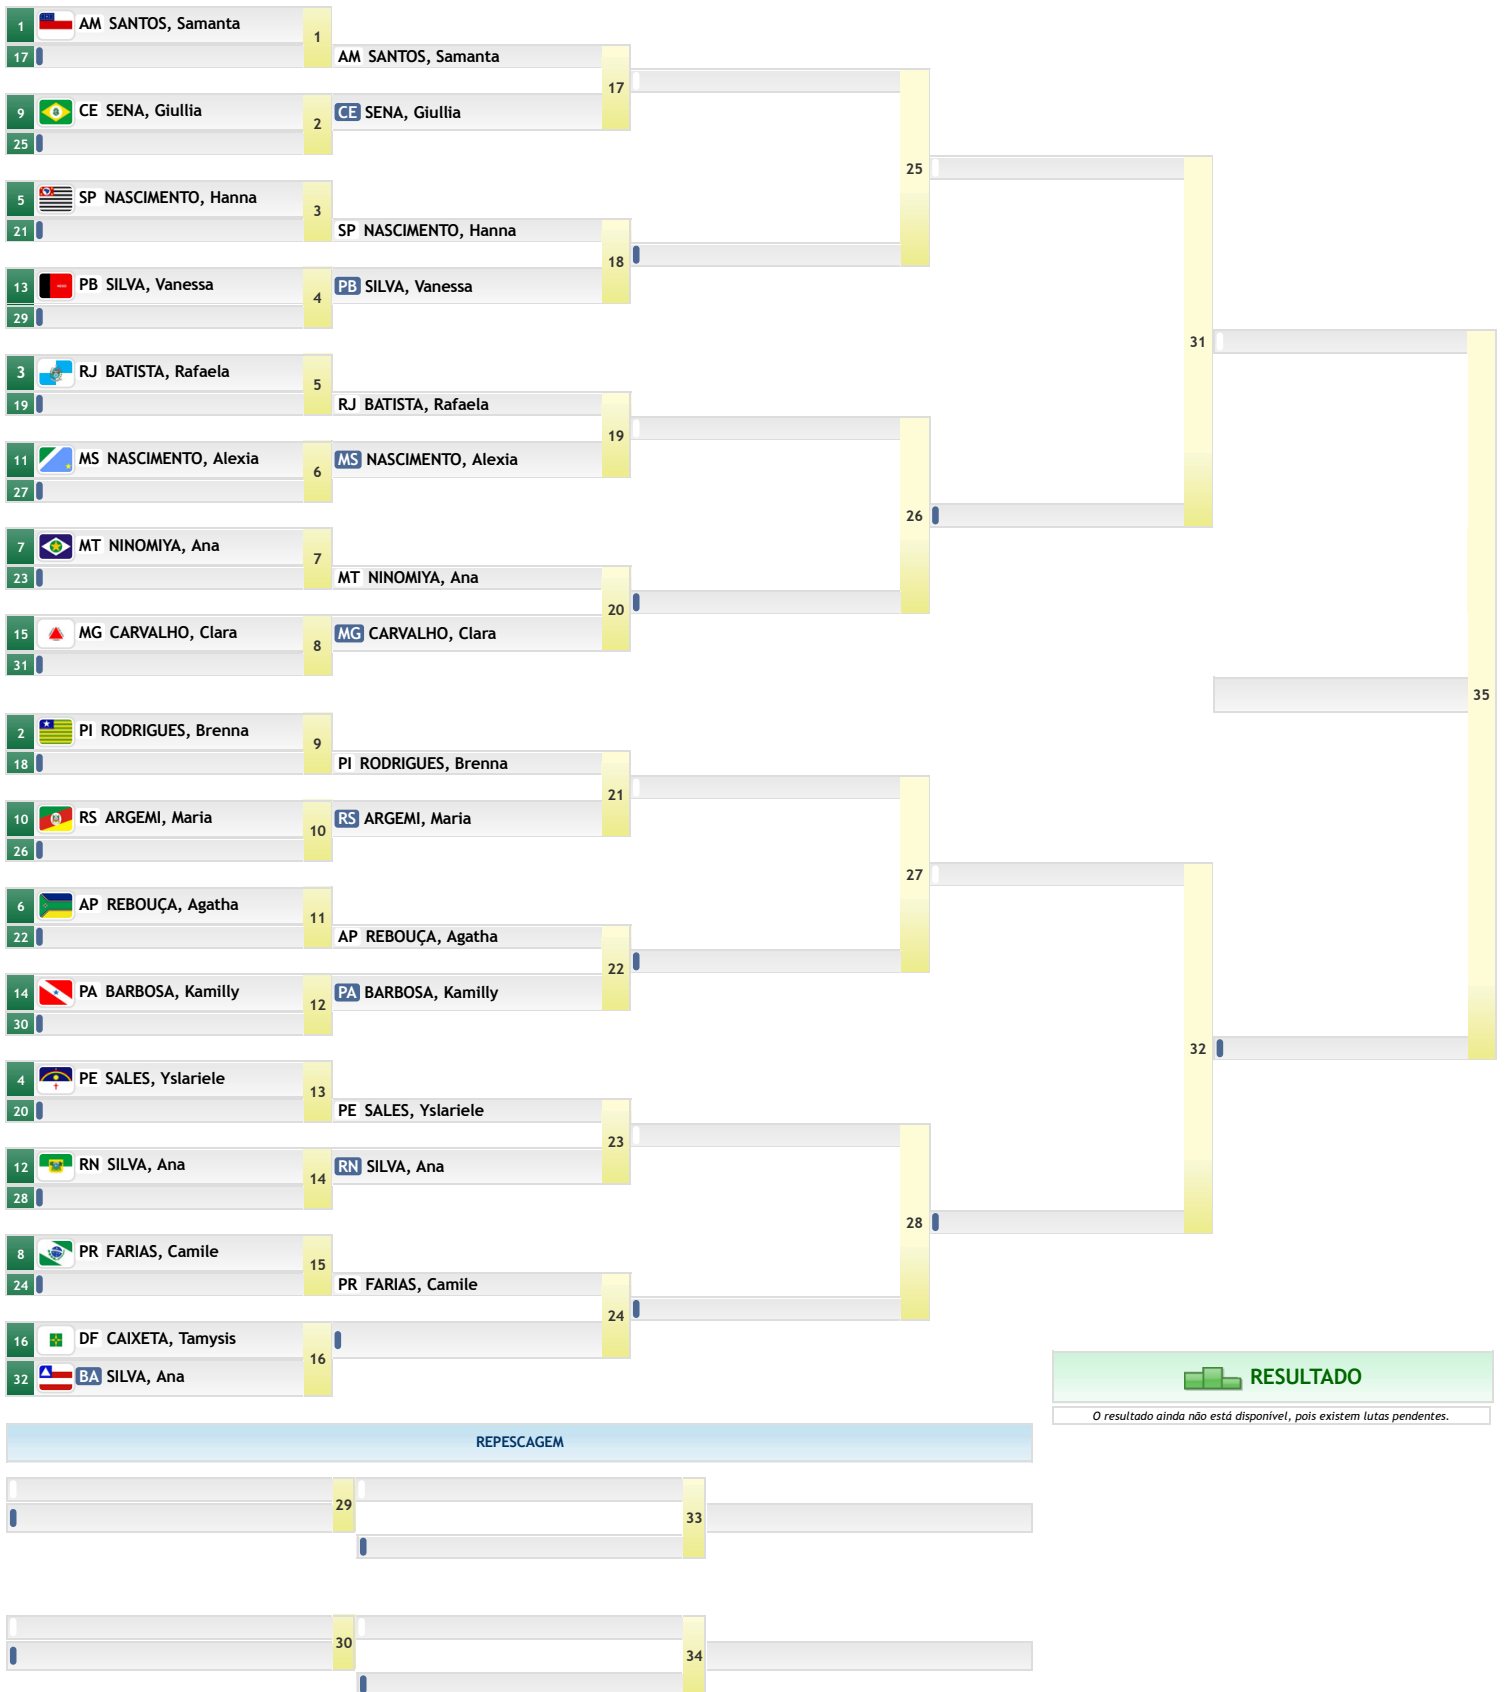 1 AM SANTOS, Samanta
1
17
AM SANTOS, Samanta
17
9 CE SENA, Giullia
2
CE SENA, Giullia
25
25
5 SP NASCIMENTO, Hanna
3
21
SP NASCIMENTO, Hanna
18
13 PB SILVA, Vanessa
4
PB SILVA, Vanessa
29
31
3 RJ BATISTA, Rafaela
5
19
RJ BATISTA, Rafaela
19
11 MS NASCIMENTO, Alexia
6
MS NASCIMENTO, Alexia
27
26
7 MT NINOMIYA, Ana
7
23
MT NINOMIYA, Ana
20
15 MG CARVALHO, Clara
8
MG CARVALHO, Clara
31
35
2 PI RODRIGUES, Brenna
9
18
PI RODRIGUES, Brenna
21
10 RS ARGEMI, Maria
10
RS ARGEMI, Maria
26
27
6 AP REBOUÇA, Agatha
11
22
AP REBOUÇA, Agatha
22
14 PA BARBOSA, Kamilly
12
PA BARBOSA, Kamilly
30
32
4 PE SALES, Yslariele
13
20
PE SALES, Yslariele
23
12 RN SILVA, Ana
14
RN SILVA, Ana
28
28
8 PR FARIAS, Camile
15
24
PR FARIAS, Camile
24
16 DF CAIXETA, Tamysis
16
32 BA SILVA, Ana
RESULTADO
O resultado ainda não está disponível, pois existem lutas pendentes.
REPESCAGEM
29
33
30
34